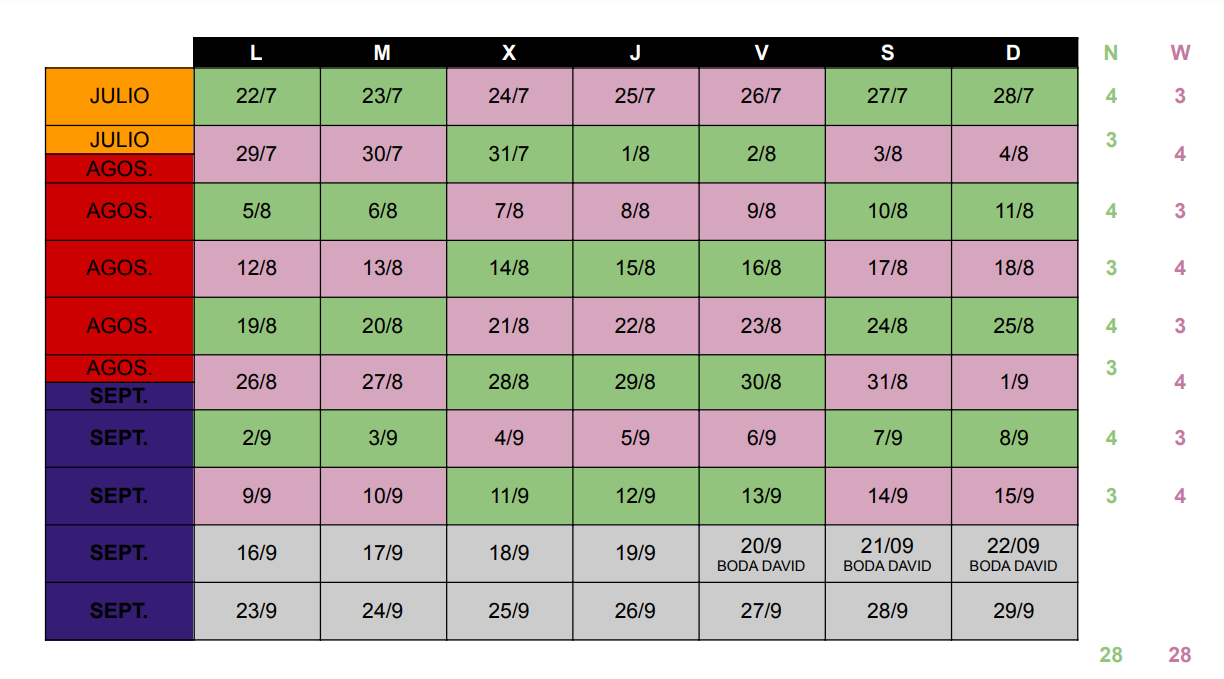 L M X J V S D N W
JULIO 22/7 23/7 24/7 25/7 26/7 27/7 28/7 4 3
JULIO 3
29/7 30/7 31/7 1/8 2/8 3/8 4/8 4
AGOS.
AGOS. 5/8 6/8 7/8 8/8 9/8 10/8 11/8 4 3
AGOS. 12/8 13/8 14/8 15/8 16/8 17/8 18/8 3 4
AGOS. 19/8 20/8 21/8 22/8 23/8 24/8 25/8 4 3
AGOS. 3
26/8 27/8 28/8 29/8 30/8 31/8 1/9 4
SEPT.
SEPT. 2/9 3/9 4/9 5/9 6/9 7/9 8/9 4 3
SEPT. 9/9 10/9 11/9 12/9 13/9 14/9 15/9 3 4
SEPT. 16/9 17/9 18/9 19/9 20/9 21/09 22/09
BODA DAVID BODA DAVID BODA DAVID
SEPT. 23/9 24/9 25/9 26/9 27/9 28/9 29/9
28 28